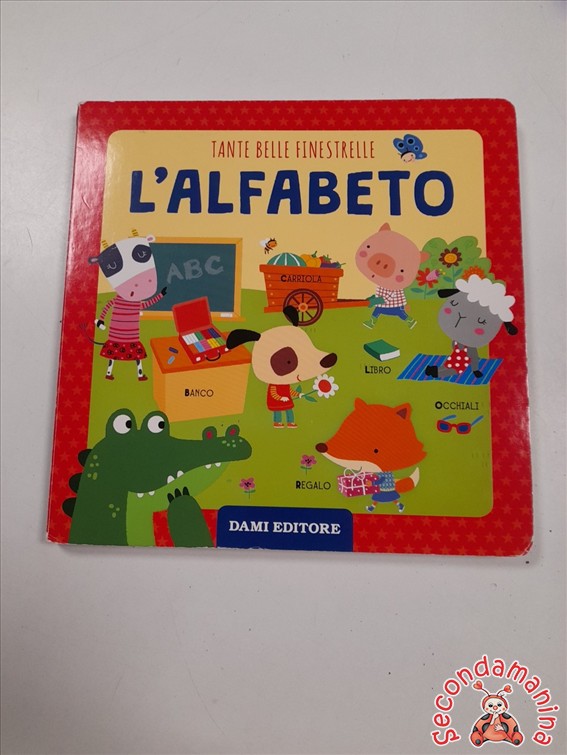 TANTE BELLE FINESTRELLE
L'ALFABETO
ABC
CARRIOLA
LIBRO
BANCO
OCCHIALI
REGALO
DAMI EDITORE
secondamanina